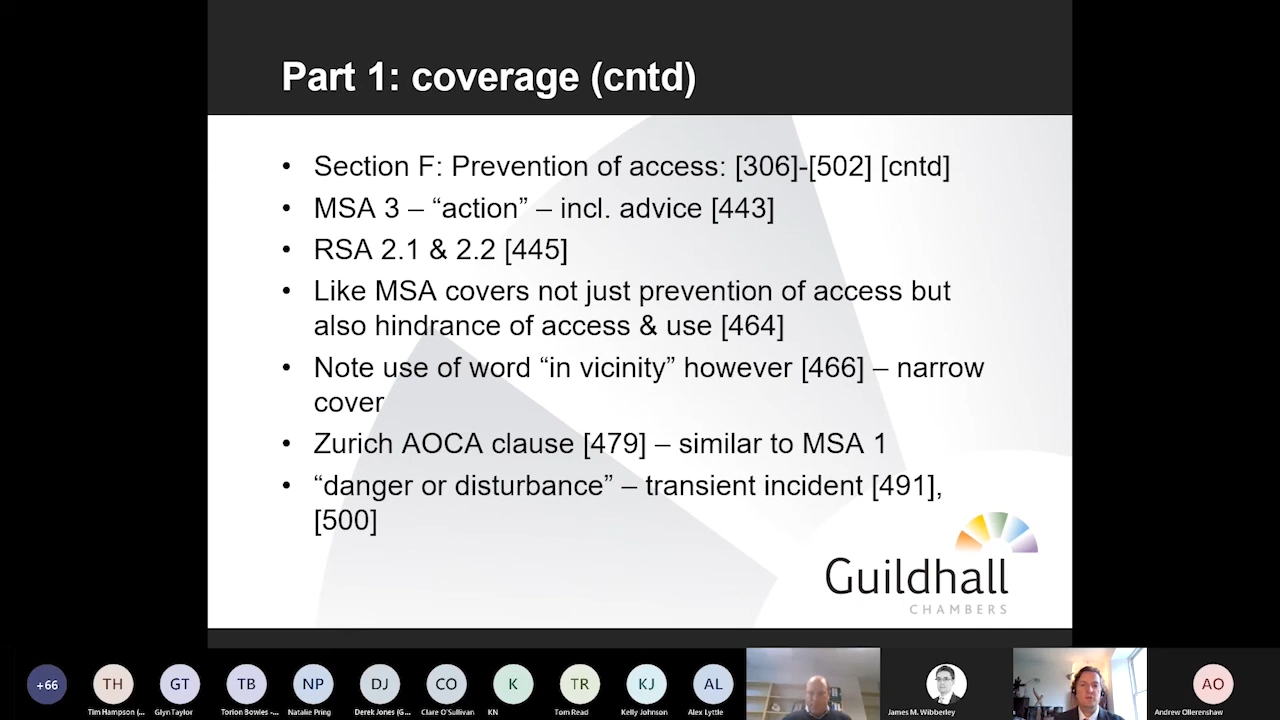 Part 1: coverage (cntd)
• Section F: Prevention of access: [306]-[502] [cntd]
• MSA 3 – “action” – incl. advice [443]
• RSA 2.1 & 2.2 [445]
• Like MSA covers not just prevention of access but
also hindrance of access & use [464]
• Note use of word “in vicinity” however [466] – narrow
cover
• Zurich AOCA clause [479] – similar to MSA 1
• “danger or disturbance” – transient incident [491],
[500]
Guildhall
CHAMBERS
+66 TH GT TB NP DJ CO K TR KJ AL AO
Tim Hampson (... Glyn Taylor Torion Bowles -... Natalie Pring Derek Jones (G... Clare O'Sullivan KN Tom Read Kelly Johnson Alex Lyttle James M. Wibberley Andrew Ollerenshaw